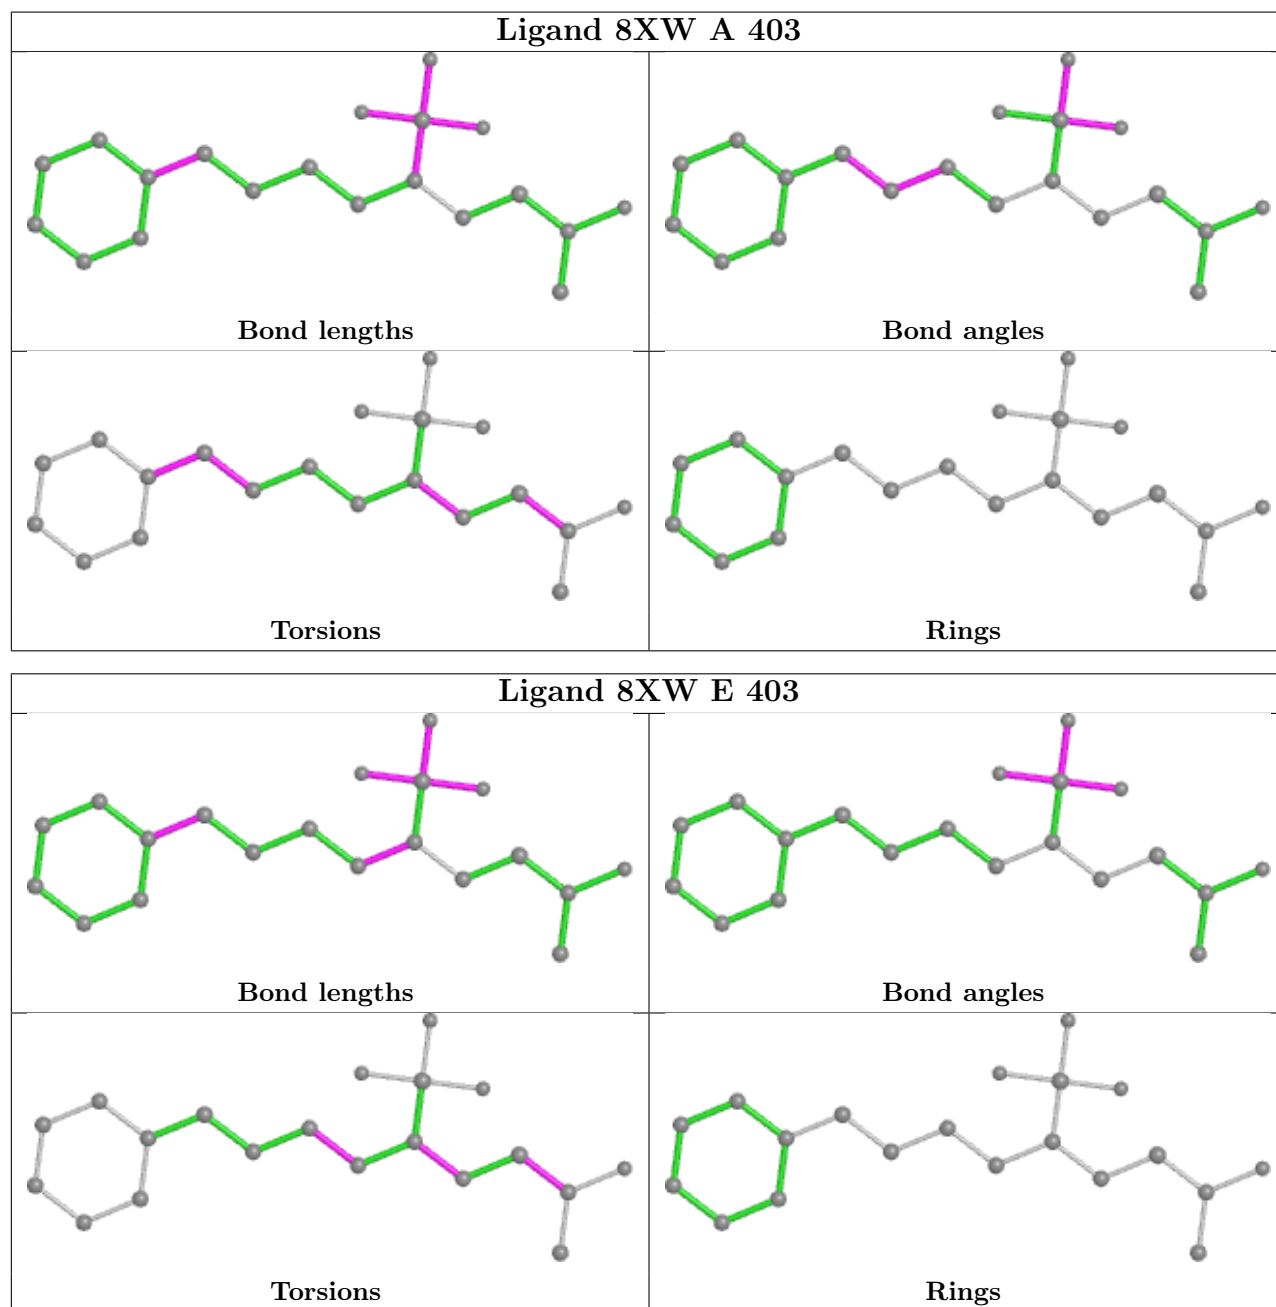 Ligand 8XW A 403
Bond lengths
Bond angles
Torsions
Rings
Ligand 8XW E 403
Bond lengths
Bond angles
Torsions
Rings